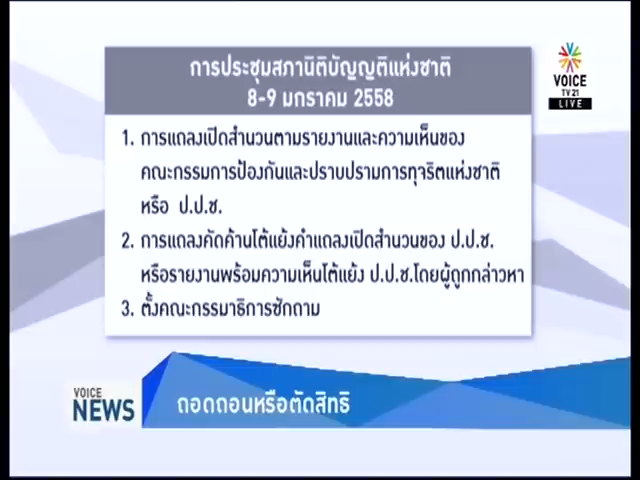 การประชุมสภานิติบัญญัติแห่งชาติ
8-9 มกราคม 2558
VOICE
TV 21
LIVE
1. การแถลงเปิดสำนวนตามรายงานและความเห็นของ
คณะกรรมการป้องกันและปราบปรามการทุจริตแห่งชาติ
หรือ ป.ป.ช.
2. การแถลงคัดค้านโต้แย้งคำแถลงเปิดสำนวนของ ป.ป.ช.
หรือรายงานพร้อมความเห็นโต้แย้ง ป.ป.ช.โดยผู้ถูกกล่าวหา
3. ตั้งคณะกรรมาธิการซักถาม
VOICE
NEWS
ถอดถอนหรือตัดสิทธิ